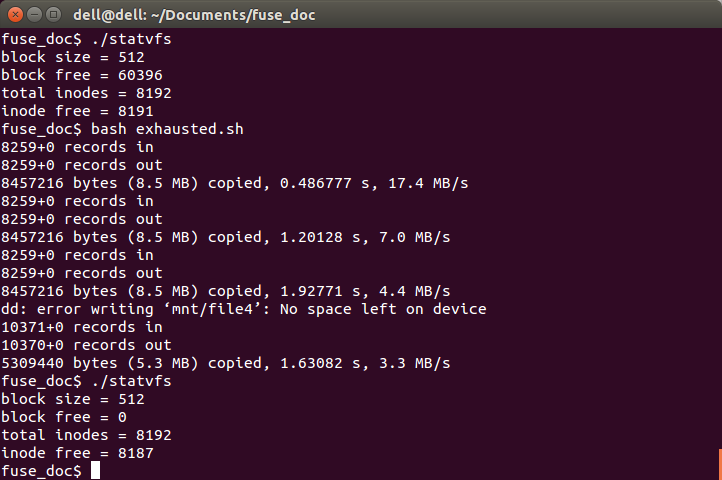 dell@dell: ~/Documents/fuse_doc
fuse_doc$ ./statvfs
block size = 512
block free = 60396
total inodes = 8192
inode free = 8191
fuse_doc$ bash exhausted.sh
8259+0 records in
8259+0 records out
8457216 bytes (8.5 MB) copied, 0.486777 s, 17.4 MB/s
8259+0 records in
8259+0 records out
8457216 bytes (8.5 MB) copied, 1.20128 s, 7.0 MB/s
8259+0 records in
8259+0 records out
8457216 bytes (8.5 MB) copied, 1.92771 s, 4.4 MB/s
dd: error writing ‘mnt/file4’: No space left on device
10371+0 records in
10370+0 records out
5309440 bytes (5.3 MB) copied, 1.63082 s, 3.3 MB/s
fuse_doc$ ./statvfs
block size = 512
block free = 0
total inodes = 8192
inode free = 8187
fuse_doc$